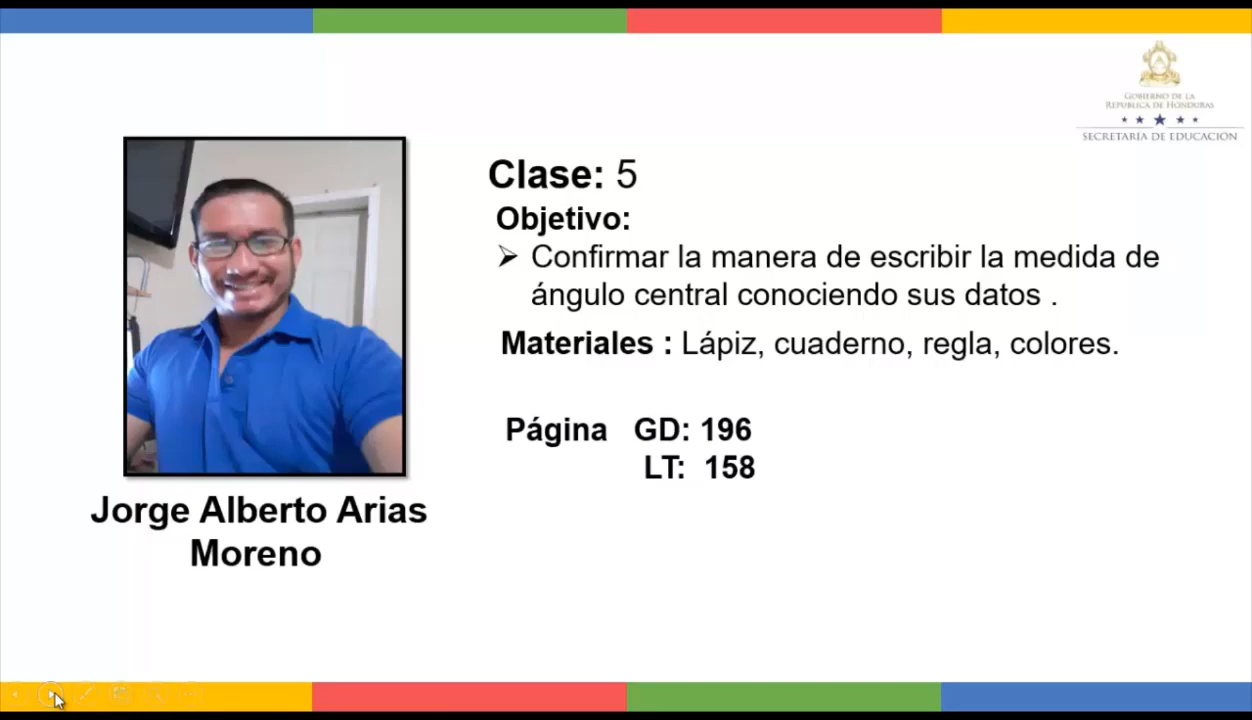 GOBIERNO DE LA
REPÚBLICA DE HONDURAS
SECRETARÍA DE EDUCACIÓN
Clase: 5
Objetivo:
Confirmar la manera de escribir la medida de
ángulo central conociendo sus datos .
Materiales : Lápiz, cuaderno, regla, colores.
Página GD: 196
LT: 158
Jorge Alberto Arias
Moreno